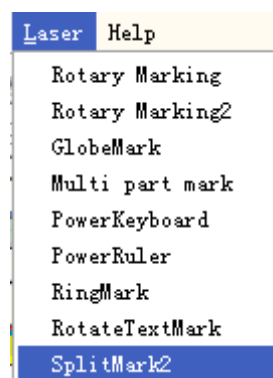 Laser Help
Rotary Marking
Rotary Marking2
GlobeMark
Multi part mark
PowerKeyboard
PowerRuler
RingMark
RotateTextMark
SplitMark2